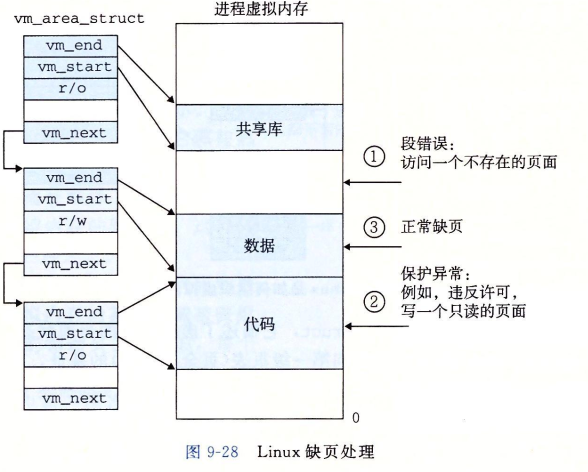 进程虚拟内存
vm_area_struct
vm_end
vm_start
r/o
vm_next
vm_end
vm_start
r/w
vm_next
vm_end
vm_start
r/o
vm_next
共享库
数据
代码
0
① 段错误:
访问一个不存在的页面
③ 正常缺页
② 保护异常:
例如，违反许可，
写一个只读的页面
图 9-28 Linux 缺页处理